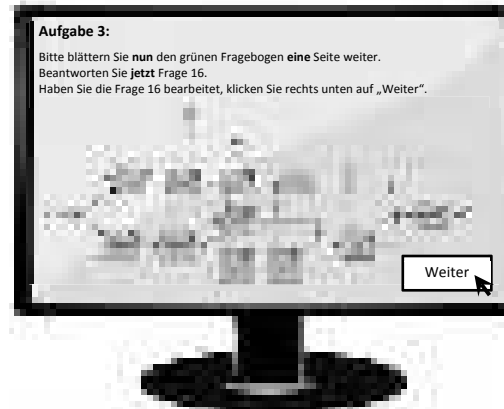 Aufgabe 3:
Bitte blättern Sie nun den grünen Fragebogen eine Seite weiter.
Beantworten Sie jetzt Frage 16.
Haben Sie die Frage 16 bearbeitet, klicken Sie rechts unten auf „Weiter“.
Weiter